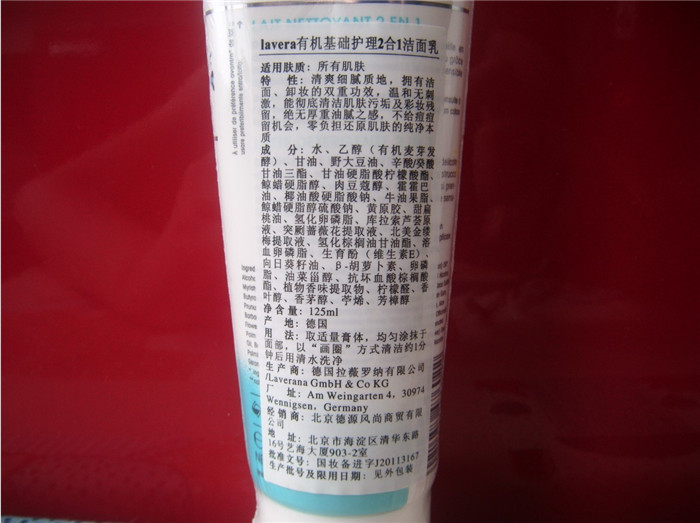 LAIT NETTOYANT 2 EN 1
lavera有机基础护理2合1洁面乳
适用肤质：所有肌肤
特 性：清爽细腻质地，拥有洁
面、卸妆的双重功效，温和无刺
激，能彻底清洁肌肤污垢及彩妆残
留，绝无厚重油腻之感，不给痘痘
留机会，零负担还原肌肤的纯净本
质
成 分：水、乙醇（有机麦芽发
酵）、甘油、野大豆油、辛酸/癸酸
甘油三酯、甘油硬脂酸柠檬酸酯、
鲸蜡硬脂醇、肉豆蔻醇、霍霍巴
油、椰油酸硬脂酸钠、牛油果脂、
鲸蜡硬脂醇硫酸钠、黄原胶、甜扁
桃油、氢化卵磷脂、库拉索芦荟原
液、突厥蔷薇花提取液、北美金缕
梅提取液、氢化棕榈油甘油酯、溶
血卵磷脂、生育酚（维生素E）、
向日葵籽油、β-胡萝卜素、卵磷
脂、油菜甾醇、抗坏血酸棕榈酸
酯、植物香味提取物、柠檬醛、香
叶醇、香茅醇、苧烯、芳樟醇
净含量：125ml
产 地：德国
用 法：取适量膏体，均匀涂抹于
面部，以“画圈”方式清洁约1分
钟后用清水洗净
生产商：德国拉薇罗纳有限公司
/Laverana GmbH & Co KG
厂 址：Am Weingarten 4, 30974
Wennigsen, Germany
经销商：北京德源风尚商贸有限
公司
地 址：北京市海淀区清华东路
16号艺海大厦903-2室
批准文号：国妆备进字J20113167
生产批号及限用日期：见外包装